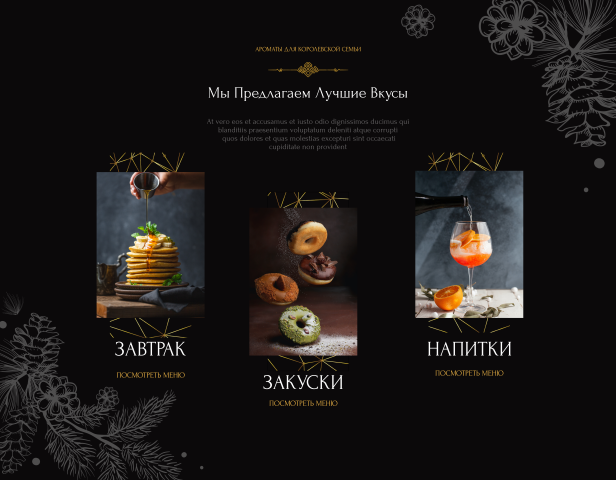 АРОМАТЫ ДЛЯ КОРОЛЕВСКОЙ СЕМЬИ
Мы Предлагаем Лучшие Вкусы
At vero eos et accusamus et iusto odio dignissimos ducimus qui
blanditiis praesentium voluptatum deleniti atque corrupti
quos dolores et quas molestias excepturi sint occaecati
cupiditate non provident
ЗАВТРАК
ПОСМОТРЕТЬ МЕНЮ
ЗАКУСКИ
ПОСМОТРЕТЬ МЕНЮ
НАПИТКИ
ПОСМОТРЕТЬ МЕНЮ